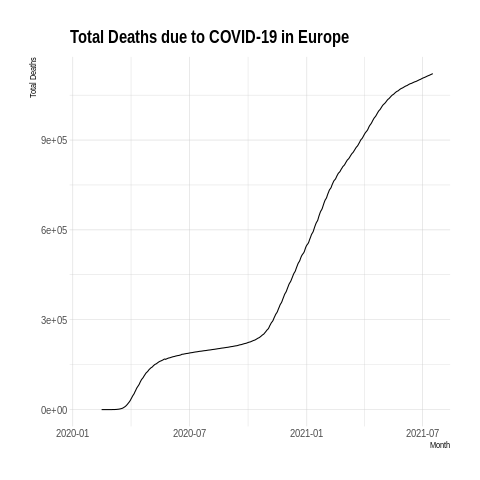 Total Deaths due to COVID-19 in Europe
Total Deaths
9e+05
6e+05
3e+05
0e+00
2020-01 2020-07 2021-01 2021-07
Month